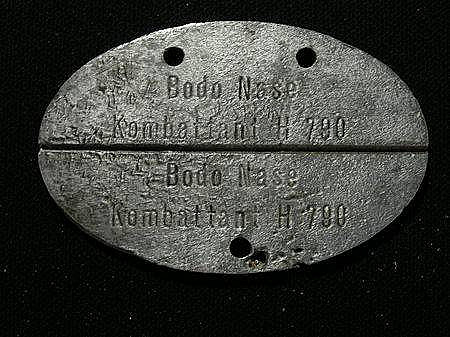 Bodo Nase
Kombattant H 790
Bodo Nase
Kombattant H 790